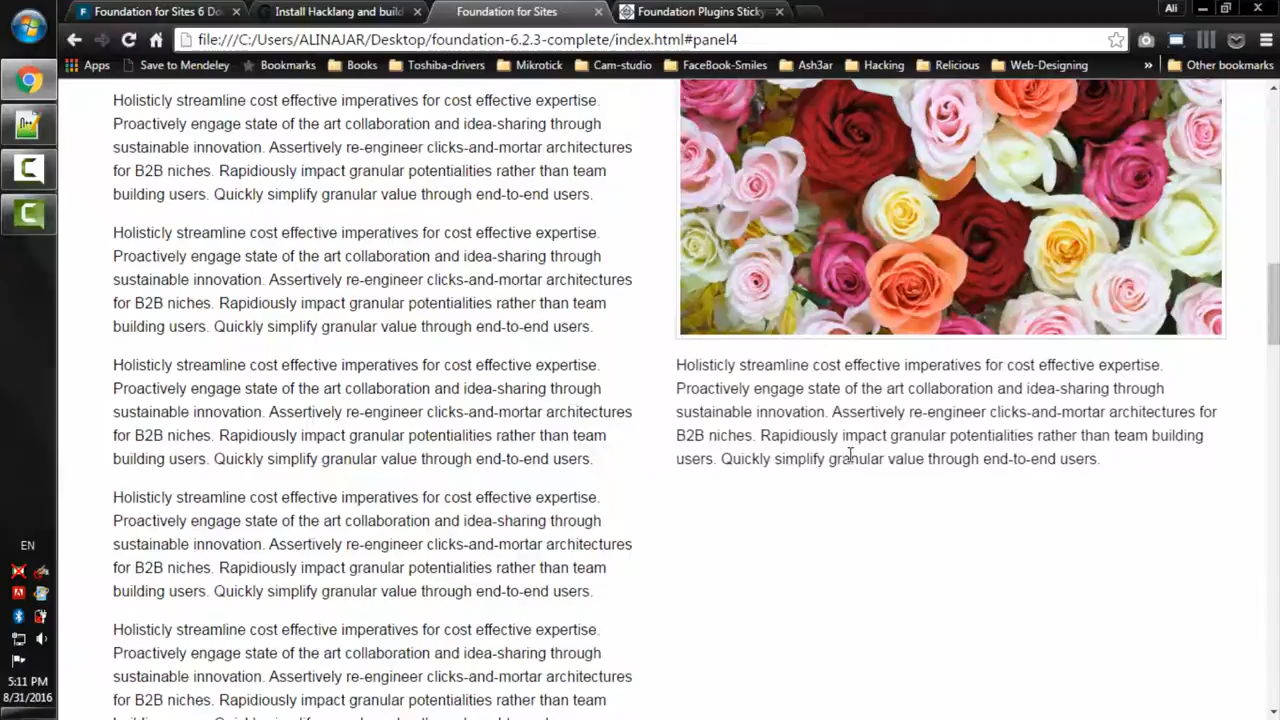 Foundation for Sites 6 Do
Install Hacklang and build
Foundation for Sites
Foundation Plugins Sticky
Ali
file:///C:/Users/ALINAJAR/Desktop/foundation-6.2.3-complete/index.html#panel4
Apps
Save to Mendeley
Bookmarks
Books
Toshiba-drivers
Mikrotick
Cam-studio
FaceBook-Smiles
Ash3ar
Hacking
Relicious
Web-Designing
»
Other bookmarks
Holisticly streamline cost effective imperatives for cost effective expertise.
Proactively engage state of the art collaboration and idea-sharing through
sustainable innovation. Assertively re-engineer clicks-and-mortar architectures
for B2B niches. Rapidiously impact granular potentialities rather than team
building users. Quickly simplify granular value through end-to-end users.
Holisticly streamline cost effective imperatives for cost effective expertise.
Proactively engage state of the art collaboration and idea-sharing through
sustainable innovation. Assertively re-engineer clicks-and-mortar architectures
for B2B niches. Rapidiously impact granular potentialities rather than team
building users. Quickly simplify granular value through end-to-end users.
Holisticly streamline cost effective imperatives for cost effective expertise.
Proactively engage state of the art collaboration and idea-sharing through
sustainable innovation. Assertively re-engineer clicks-and-mortar architectures
for B2B niches. Rapidiously impact granular potentialities rather than team
building users. Quickly simplify granular value through end-to-end users.
Holisticly streamline cost effective imperatives for cost effective expertise.
Proactively engage state of the art collaboration and idea-sharing through
sustainable innovation. Assertively re-engineer clicks-and-mortar architectures
for B2B niches. Rapidiously impact granular potentialities rather than team
building users. Quickly simplify granular value through end-to-end users.
Holisticly streamline cost effective imperatives for cost effective expertise.
Proactively engage state of the art collaboration and idea-sharing through
sustainable innovation. Assertively re-engineer clicks-and-mortar architectures
for B2B niches. Rapidiously impact granular potentialities rather than team
Holisticly streamline cost effective imperatives for cost effective expertise.
Proactively engage state of the art collaboration and idea-sharing through
sustainable innovation. Assertively re-engineer clicks-and-mortar architectures for
B2B niches. Rapidiously impact granular potentialities rather than team building
users. Quickly simplify granular value through end-to-end users.
EN
5:11 PM
8/31/2016